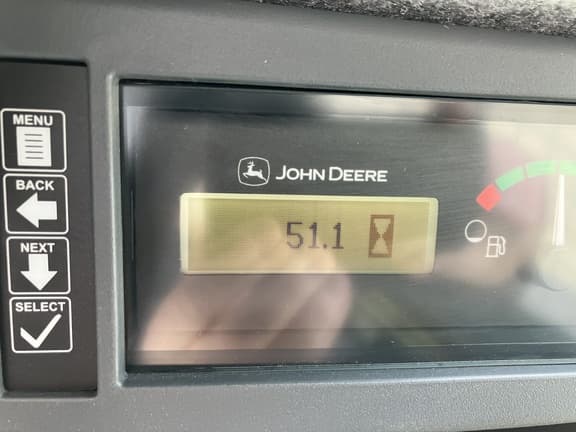 MENU
BACK
NEXT
SELECT
JOHN DEERE
51.1